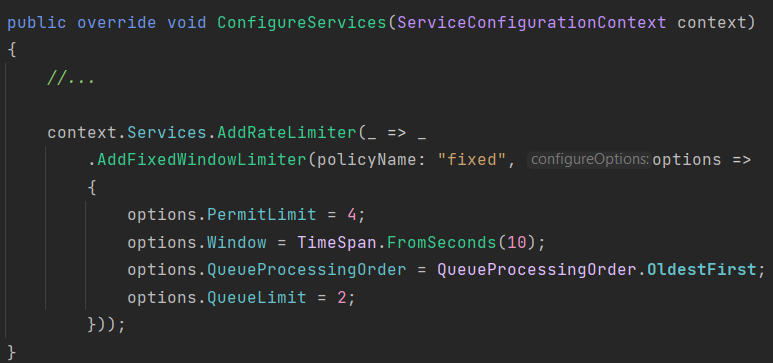 public override void ConfigureServices(ServiceConfigurationContext context)
{
    //...

    context.Services.AddRateLimiter(_ => _
        .AddFixedWindowLimiter(policyName: "fixed", configureOptions: options =>
        {
            options.PermitLimit = 4;
            options.Window = TimeSpan.FromSeconds(10);
            options.QueueProcessingOrder = QueueProcessingOrder.OldestFirst;
            options.QueueLimit = 2;
        }));
}